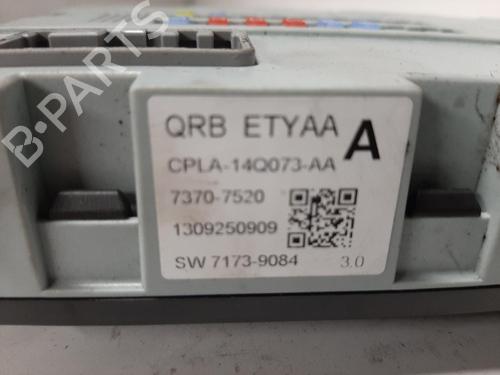 QRB ETYAA A
CPLA-14Q073-AA
7370-7520
1309250909
SW 7173-9084 3.0
B-PARTS